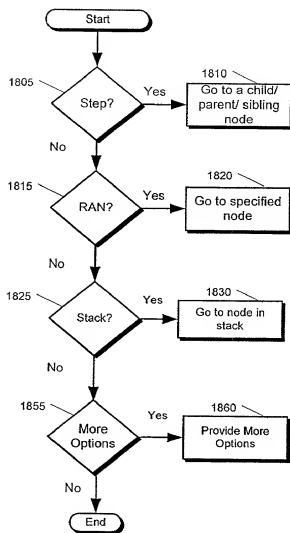 Start
1805
Step?
Yes
1810
Go to a child/
parent/ sibling
node
No
1815
RAN?
Yes
1820
Go to specified
node
No
1825
Stack?
Yes
1830
Go to node in
stack
No
1855
More
Options
Yes
1860
Provide More
Options
No
End